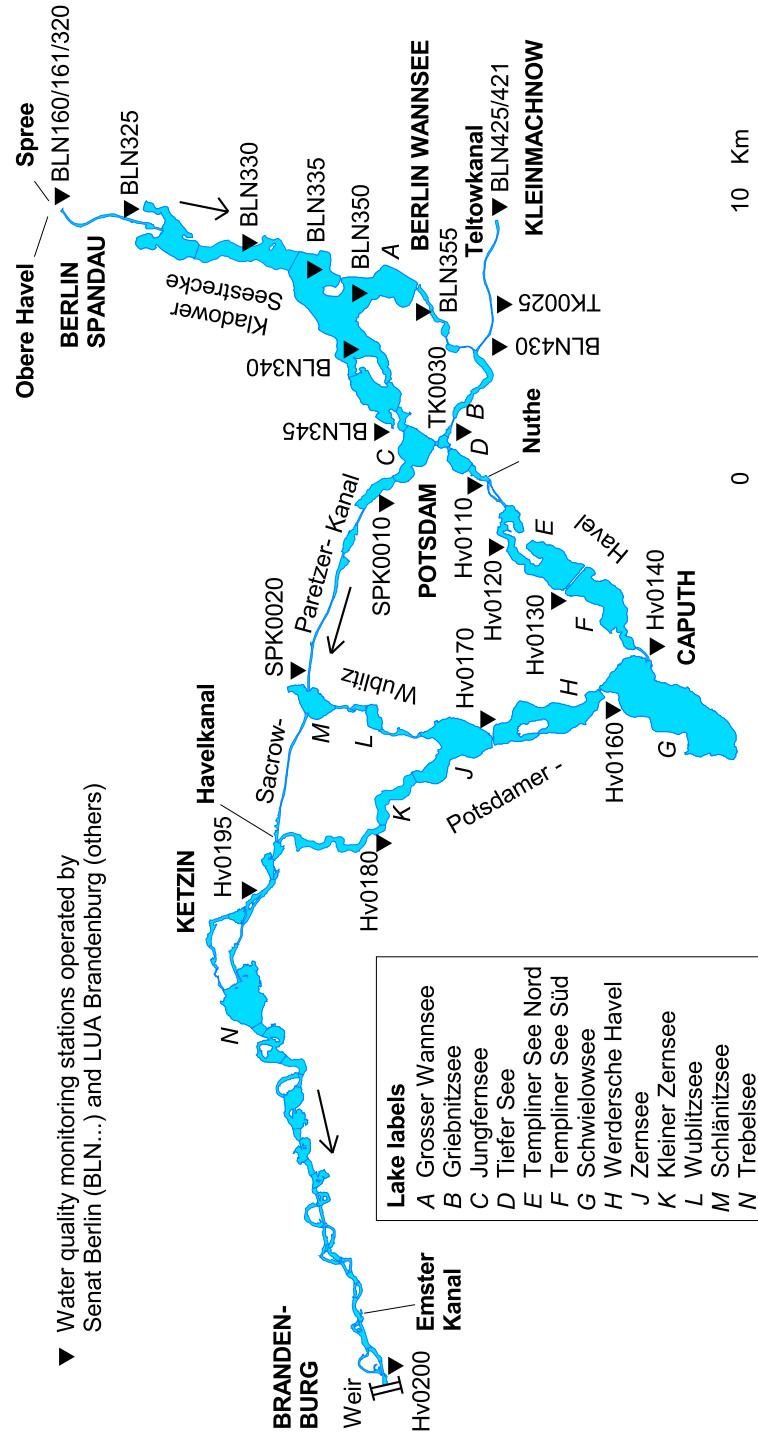 ▼ Water quality monitoring stations operated by
Senat Berlin (BLN...) and LUA Brandenburg (others)
Obere Havel
Spree
BLN160/161/320
BERLIN
SPANDAU
BLN325
BLN330
BLN335
BLN350
Kladower
Seestrecke
A
BERLIN WANNSEE
BLN355
BLN340
BLN345
C
TK0030
Teltowkanal
BLN425/421
KLEINMACHNOW
TK0025
BLN430
B
D
Nuthe
POTSDAM
SPK0010
Paretzer- Kanal
SPK0020
Hv0110
Hv0120
Hv0130
E
Havel
F
Hv0140
CAPUTH
Hv0160
G
H
Hv0170
Potsdamer -
J
Wublitz
L
M
K
Hv0180
Sacrow-
Havelkanal
Hv0195
KETZIN
N
Emster
Kanal
BRANDEN-
BURG
Weir
Hv0200
0 10 Km
Lake labels
A Grosser Wannsee
B Griebnitzsee
C Jungfernsee
D Tiefer See
E Templiner See Nord
F Templiner See Süd
G Schwielowsee
H Werdersche Havel
J Zernsee
K Kleiner Zernsee
L Wublitzsee
M Schlänitzsee
N Trebelsee